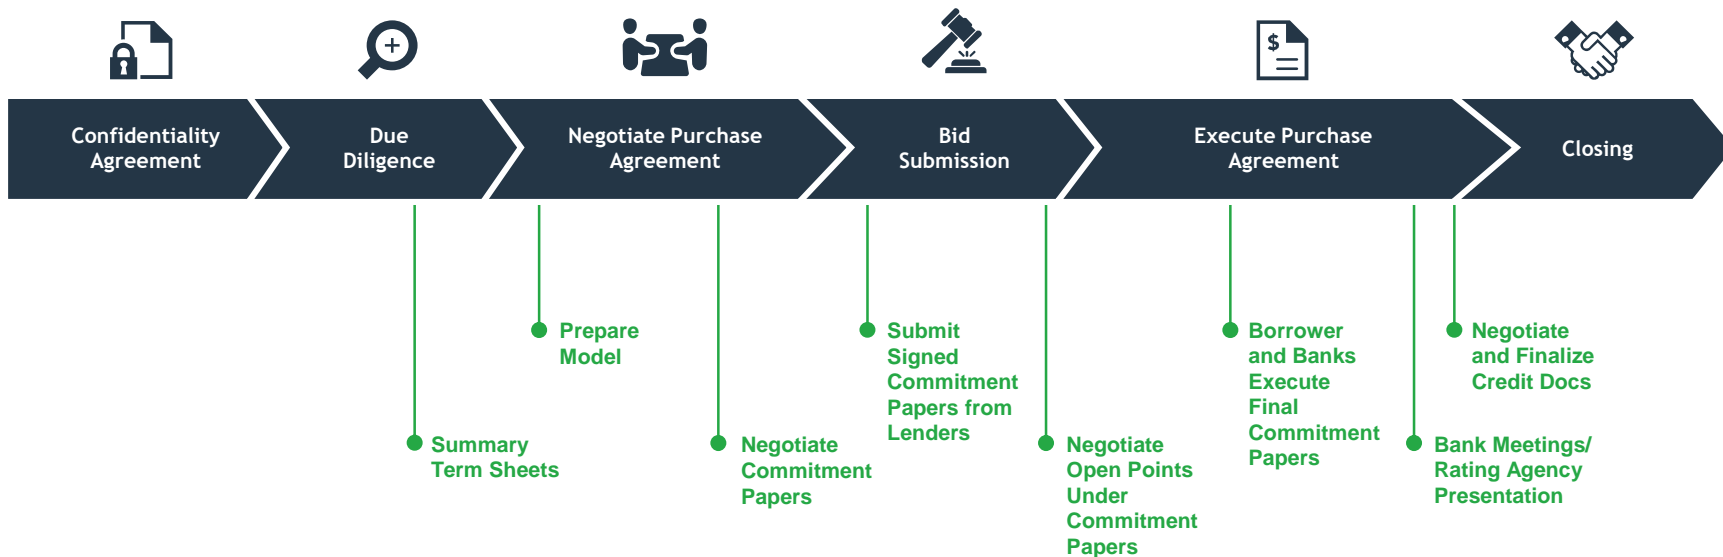 $
Confidentiality
Agreement
Due
Diligence
Negotiate Purchase
Agreement
Bid
Submission
Execute Purchase
Agreement
Closing
Summary
Term Sheets
Prepare
Model
Negotiate
Commitment
Papers
Submit
Signed
Commitment
Papers from
Lenders
Negotiate
Open Points
Under
Commitment
Papers
Borrower
and Banks
Execute
Final
Commitment
Papers
Bank Meetings/
Rating Agency
Presentation
Negotiate
and Finalize
Credit Docs